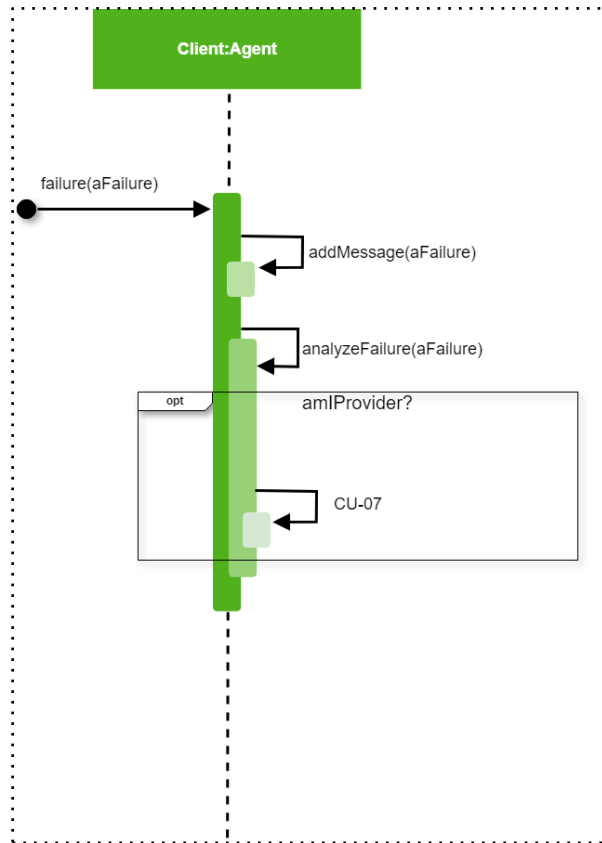 Client:Agent
failure(aFailure)
addMessage(aFailure)
analyzeFailure(aFailure)
opt
amIProvider?
CU-07